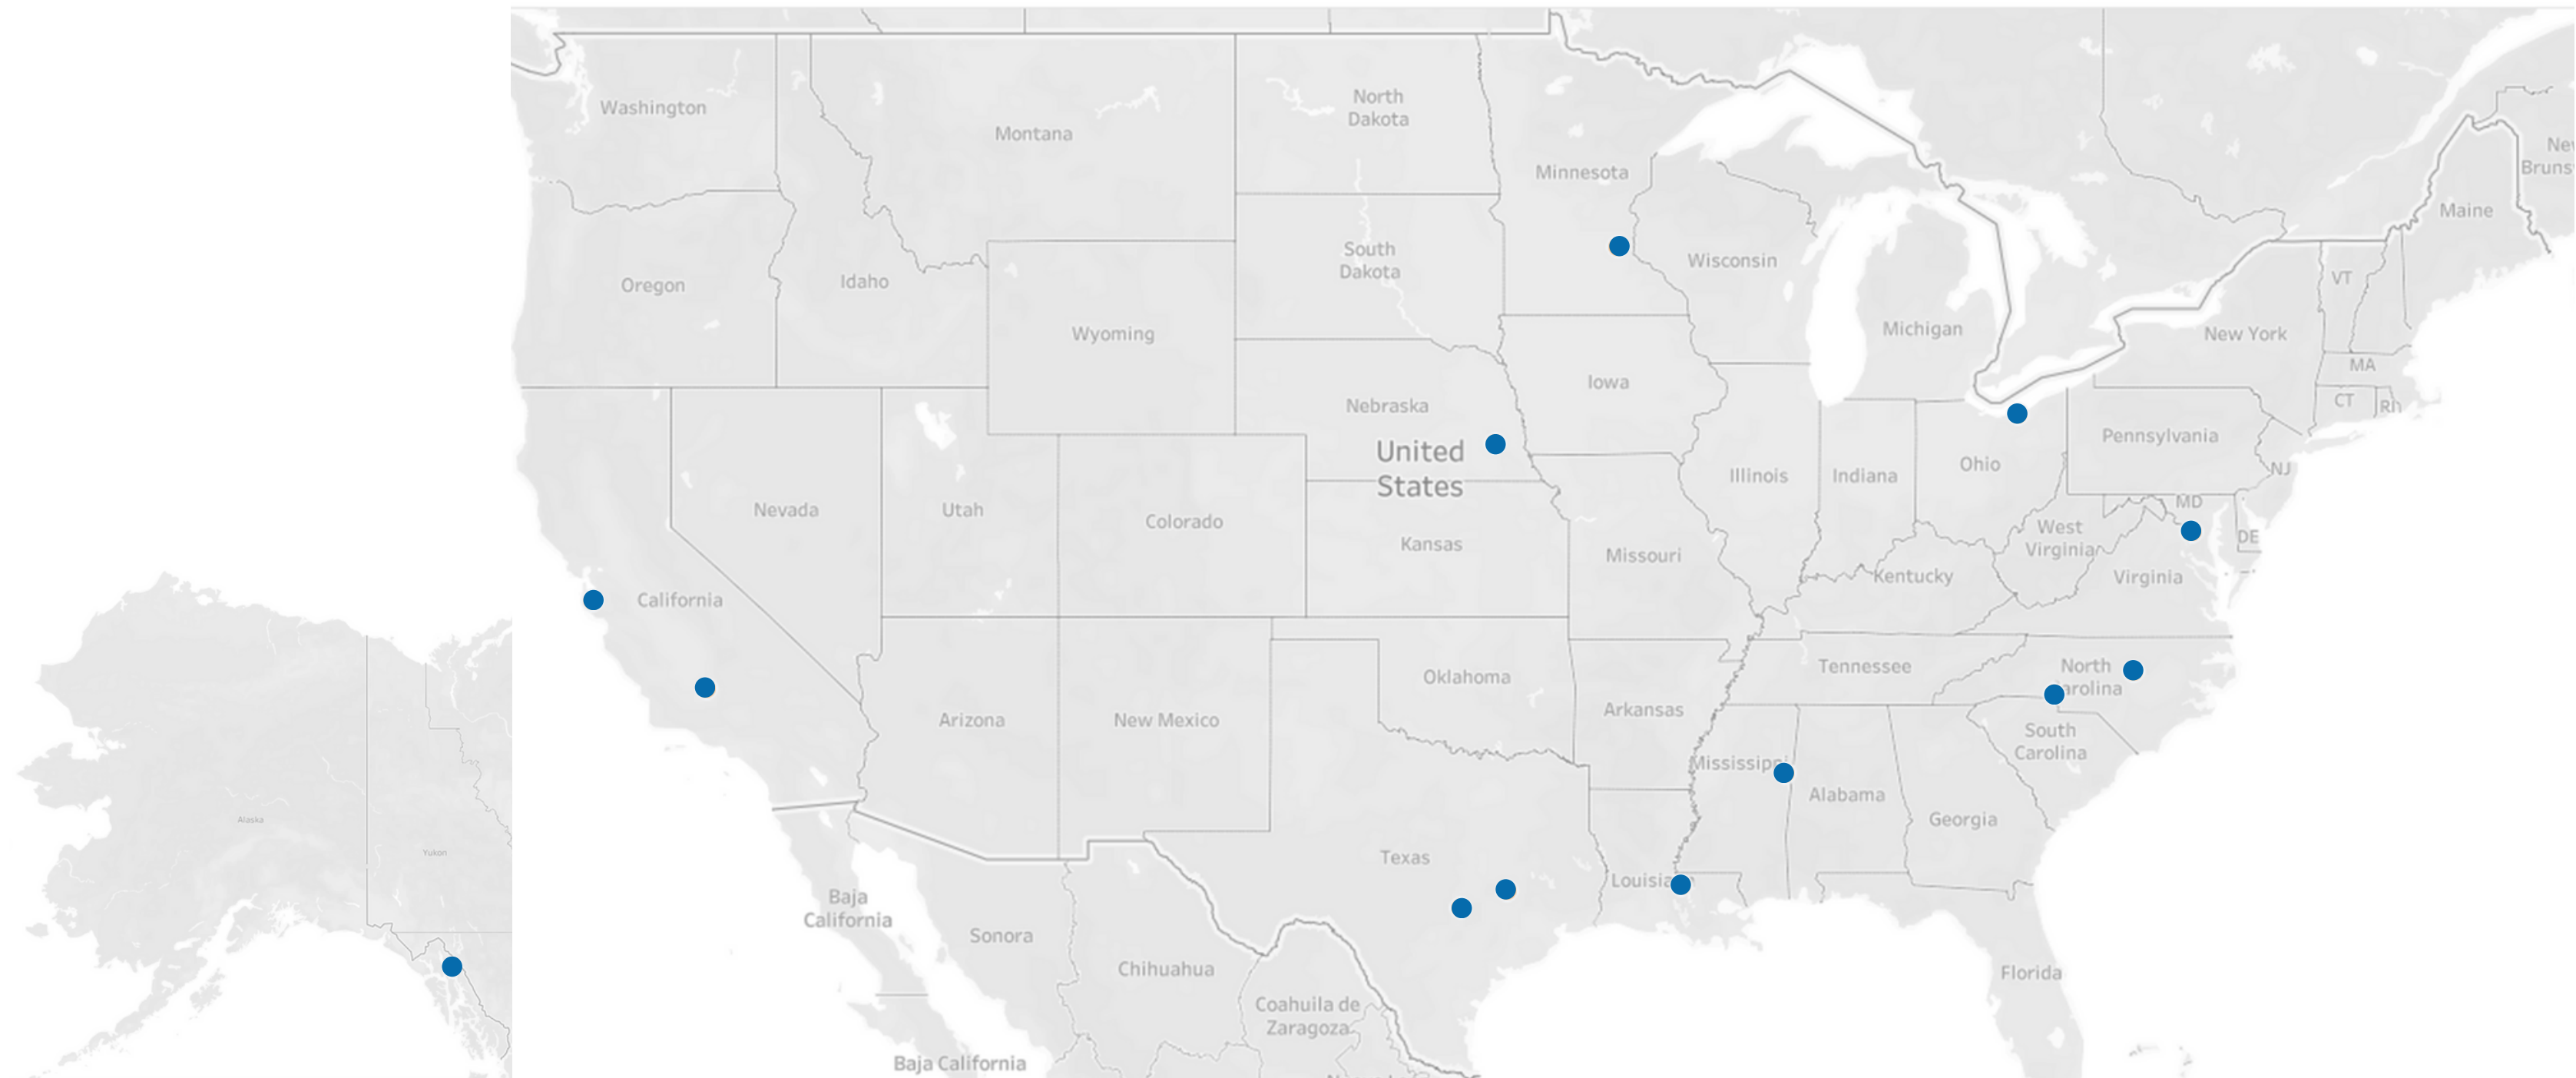 Washington
Montana
North
Dakota
Minnesota
Oregon
Idaho
South
Dakota
Wisconsin
Wyoming
Michigan
Maine
New York
VT
MA
CT
Nebraska
Iowa
United
States
Illinois
Indiana
Ohio
Pennsylvania
NJ
MD
DE
Nevada
Utah
Colorado
Kansas
Missouri
West
Virginia
Kentucky
Virginia
California
Arizona
New Mexico
Oklahoma
Arkansas
Tennessee
North
South
Carolina
Alabama
Georgia
Texas
Florida
Baja
California
Sonora
Chihuahua
Coahuila de
Zaragoza
Baja California
Alaska
Yukon